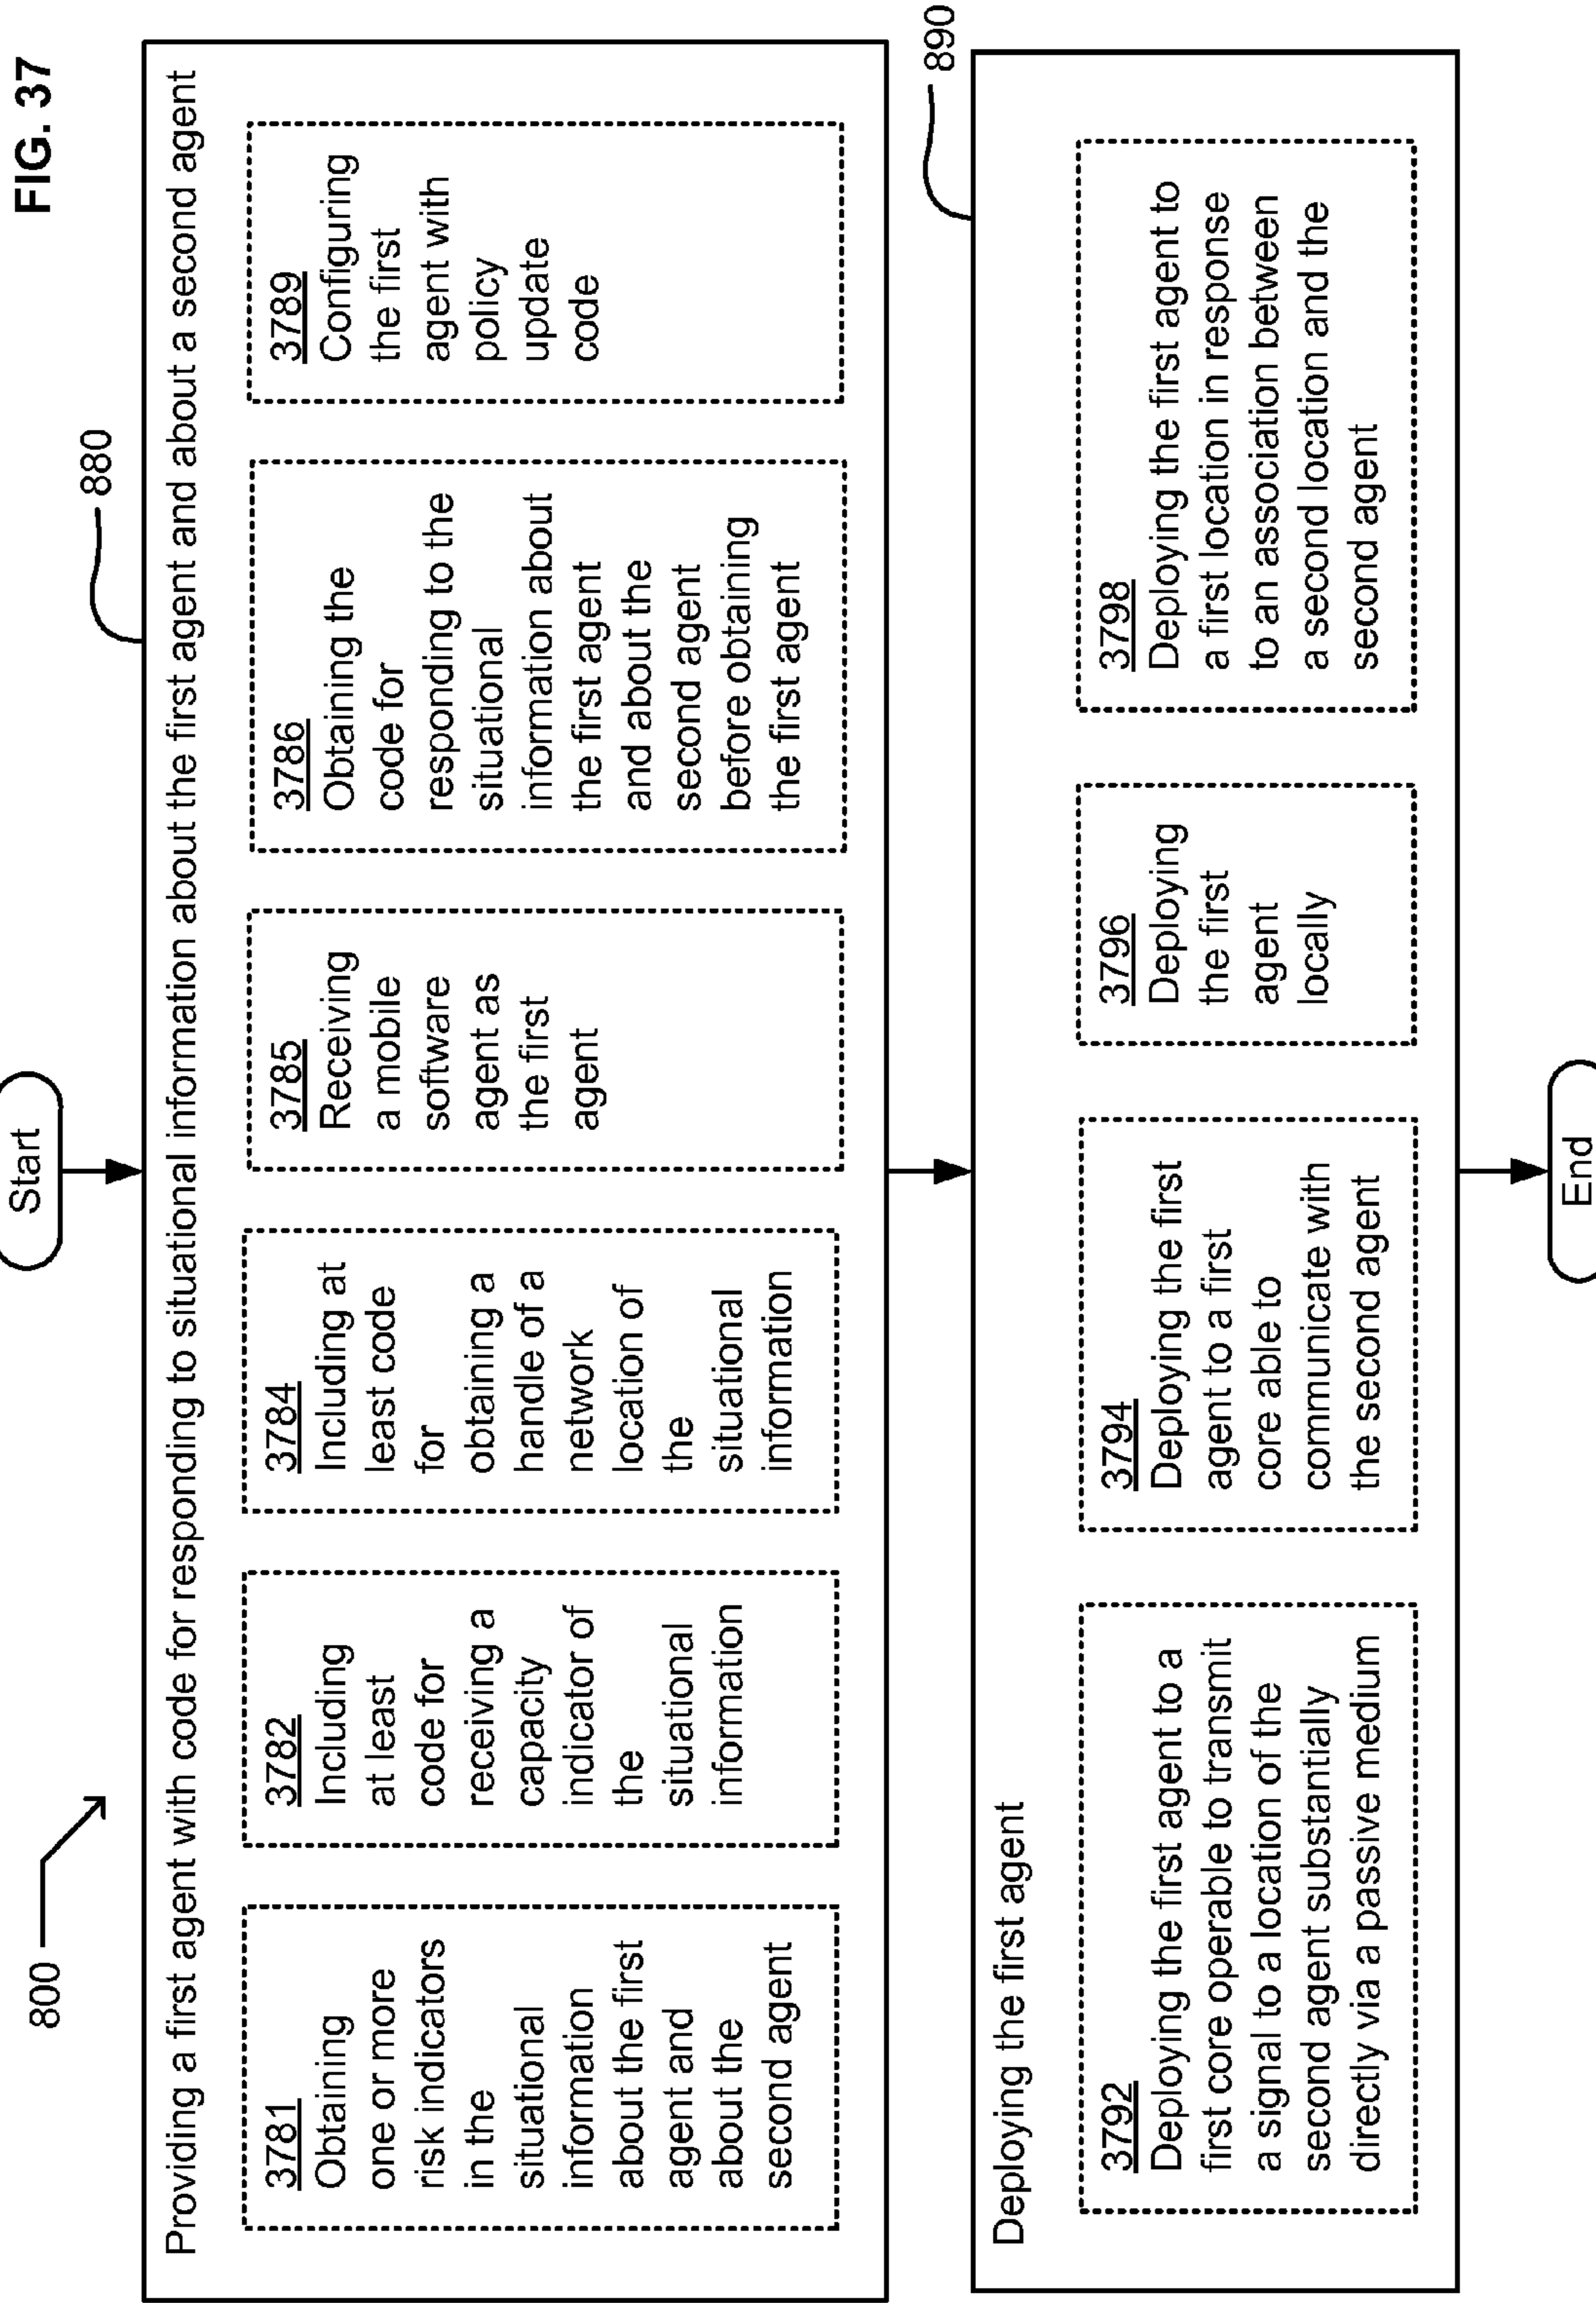 FIG. 37
800
Start
880
Providing a first agent with code for responding to situational information about the first agent and about a second agent
3781
Obtaining
one or more
risk indicators
in the
situational
information
about the first
agent and
about the
second agent
3782
Including
at least
code for
receiving a
capacity
indicator of
the
situational
information
3784
Including at
least code
for
obtaining a
handle of a
network
location of
the
situational
information
3785
Receiving
a mobile
software
agent as
the first
agent
3786
Obtaining the
code for
responding to the
situational
information about
the first agent
and about the
second agent
before obtaining
the first agent
3789
Configuring
the first
agent with
policy
update
code
890
Deploying the first agent
3792
Deploying the first agent to a
first core operable to transmit
a signal to a location of the
second agent substantially
directly via a passive medium
3794
Deploying the first
agent to a first
core able to
communicate with
the second agent
3796
Deploying
the first
agent
locally
3798
Deploying the first agent to
a first location in response
to an association between
a second location and the
second agent
End